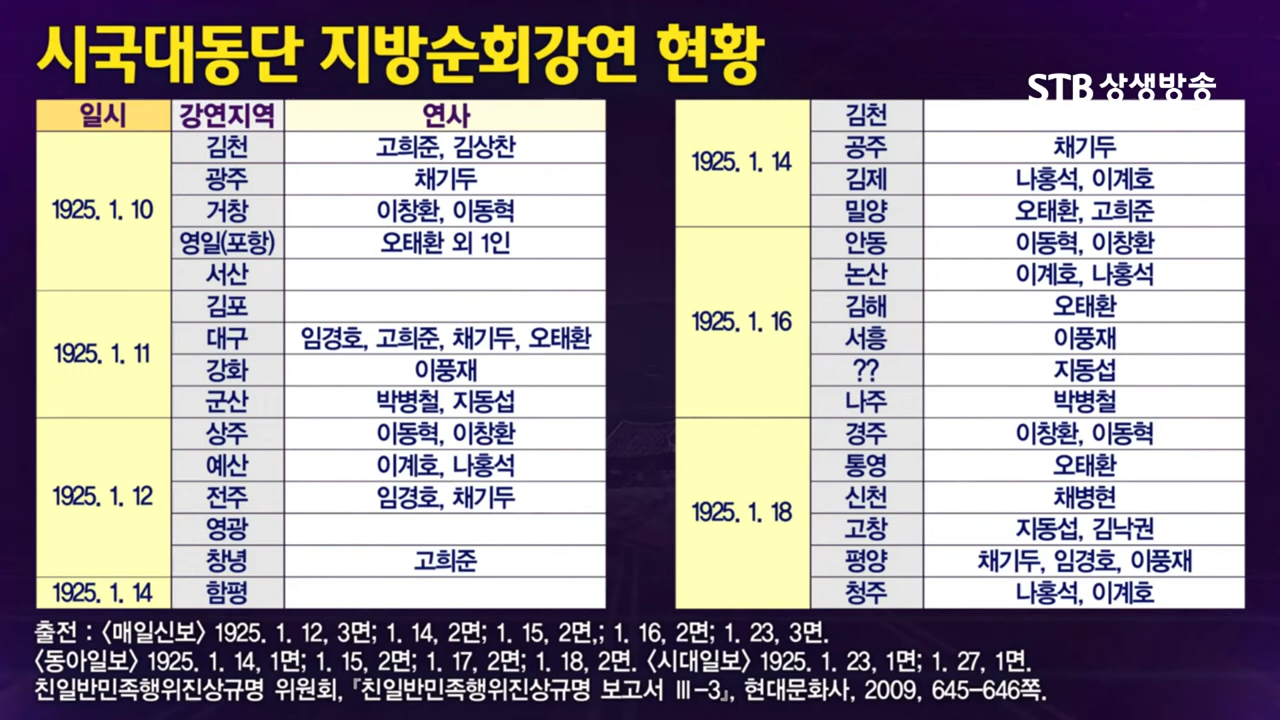 시국대동단 지방순회강연 현황
STB 상생방송
일시 강연지역 연사
1925. 1. 10
김천 고희준, 김상찬
광주 채기두
거창 이창환, 이동혁
영일(포항) 오태환 외 1인
서산
1925. 1. 11
김포
대구 임경호, 고희준, 채기두, 오태환
강화 이풍재
군산 박병철, 지동섭
1925. 1. 12
상주 이동혁, 이창환
예산 이계호, 나홍석
전주 임경호, 채기두
영광
창녕 고희준
1925. 1. 14 함평
1925. 1. 14
김천
공주 채기두
김제 나홍석, 이계호
밀양 오태환, 고희준
1925. 1. 16
안동 이동혁, 이창환
논산 이계호, 나홍석
김해 오태환
서흥 이풍재
?? 지동섭
나주 박병철
1925. 1. 18
경주 이창환, 이동혁
통영 오태환
신천 채병현
고창 지동섭, 김낙권
평양 채기두, 임경호, 이풍재
청주 나홍석, 이계호
출전 : 〈매일신보〉 1925. 1. 12, 3면; 1. 14, 2면; 1. 15, 2면,; 1. 16, 2면; 1. 23, 3면.
〈동아일보〉 1925. 1. 14, 1면; 1. 15, 2면; 1. 17, 2면; 1. 18, 2면. 〈시대일보〉 1925. 1. 23, 1면; 1. 27, 1면.
친일반민족행위진상규명 위원회, 『친일반민족행위진상규명 보고서 Ⅲ-3』, 현대문화사, 2009, 645-646쪽.